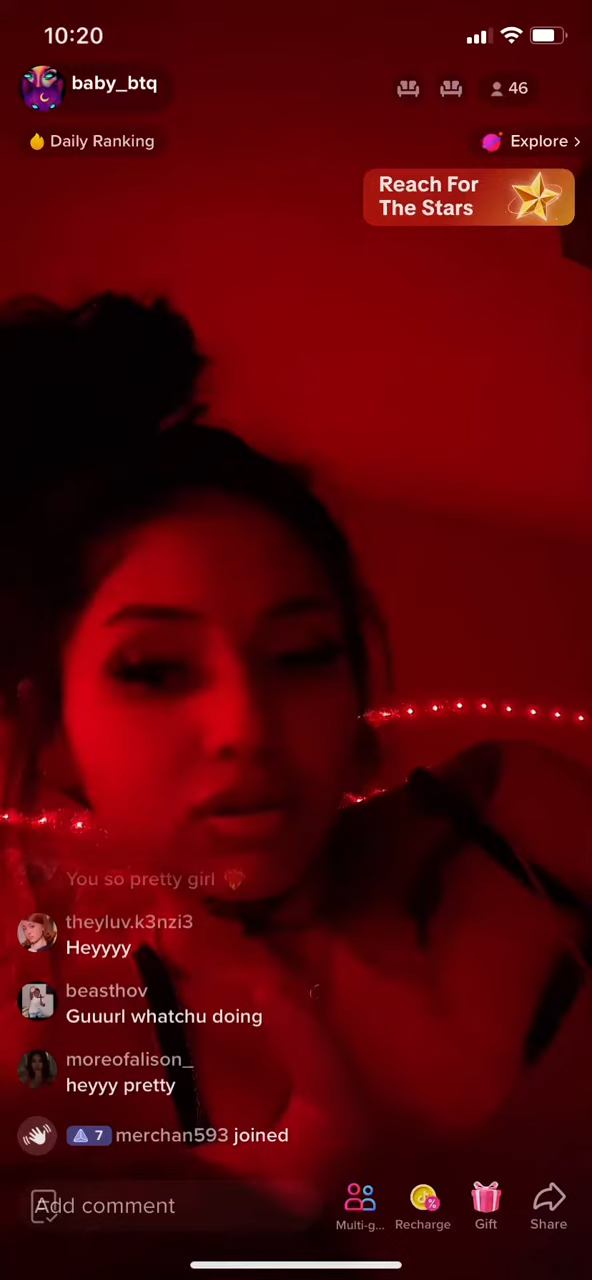 10:20
baby_btq
46
Daily Ranking
Explore >
Reach For
The Stars
You so pretty girl
theyluv.k3nzi3
Heyyyy
beasthov
Guuurl whatchu doing
moreofalison_
heyyy pretty
7 merchan593 joined
Add comment
Multi-g... Recharge Gift Share